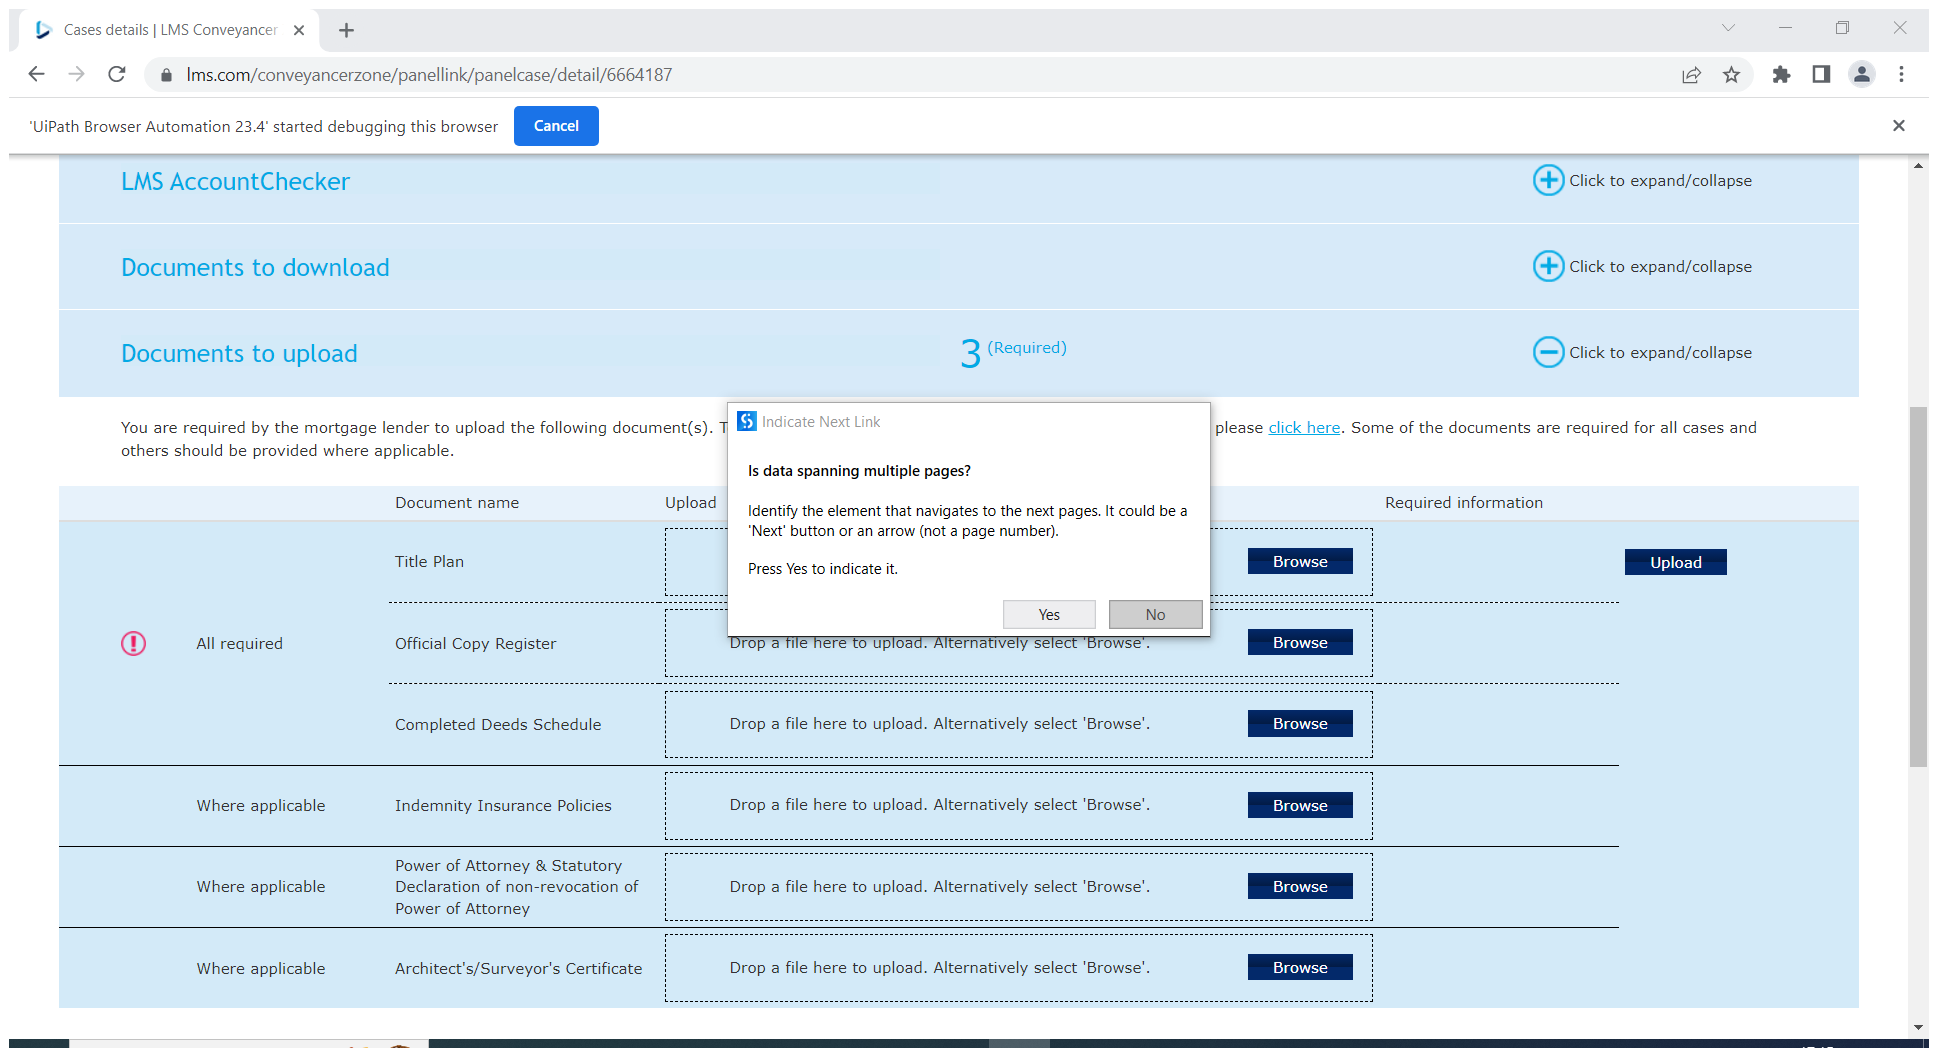 Cases details | LMS Conveyancer
lms.com/conveyancerzone/panellink/panelcase/detail/6664187
'UiPath Browser Automation 23.4' started debugging this browser
Cancel
LMS AccountChecker
Click to expand/collapse
Documents to download
Click to expand/collapse
Documents to upload
3 (Required)
Click to expand/collapse
You are required by the mortgage lender to upload the following document(s). T
please click here. Some of the documents are required for all cases and
others should be provided where applicable.
Indicate Next Link
Is data spanning multiple pages?
Identify the element that navigates to the next pages. It could be a
'Next' button or an arrow (not a page number).
Press Yes to indicate it.
Yes
No
Document name
Upload
Required information
Title Plan
Browse
Upload
All required
Official Copy Register
Drop a file here to upload. Alternatively select 'Browse'.
Browse
Completed Deeds Schedule
Drop a file here to upload. Alternatively select 'Browse'.
Browse
Where applicable
Indemnity Insurance Policies
Drop a file here to upload. Alternatively select 'Browse'.
Browse
Where applicable
Power of Attorney & Statutory
Declaration of non-revocation of
Power of Attorney
Drop a file here to upload. Alternatively select 'Browse'.
Browse
Where applicable
Architect's/Surveyor's Certificate
Drop a file here to upload. Alternatively select 'Browse'.
Browse